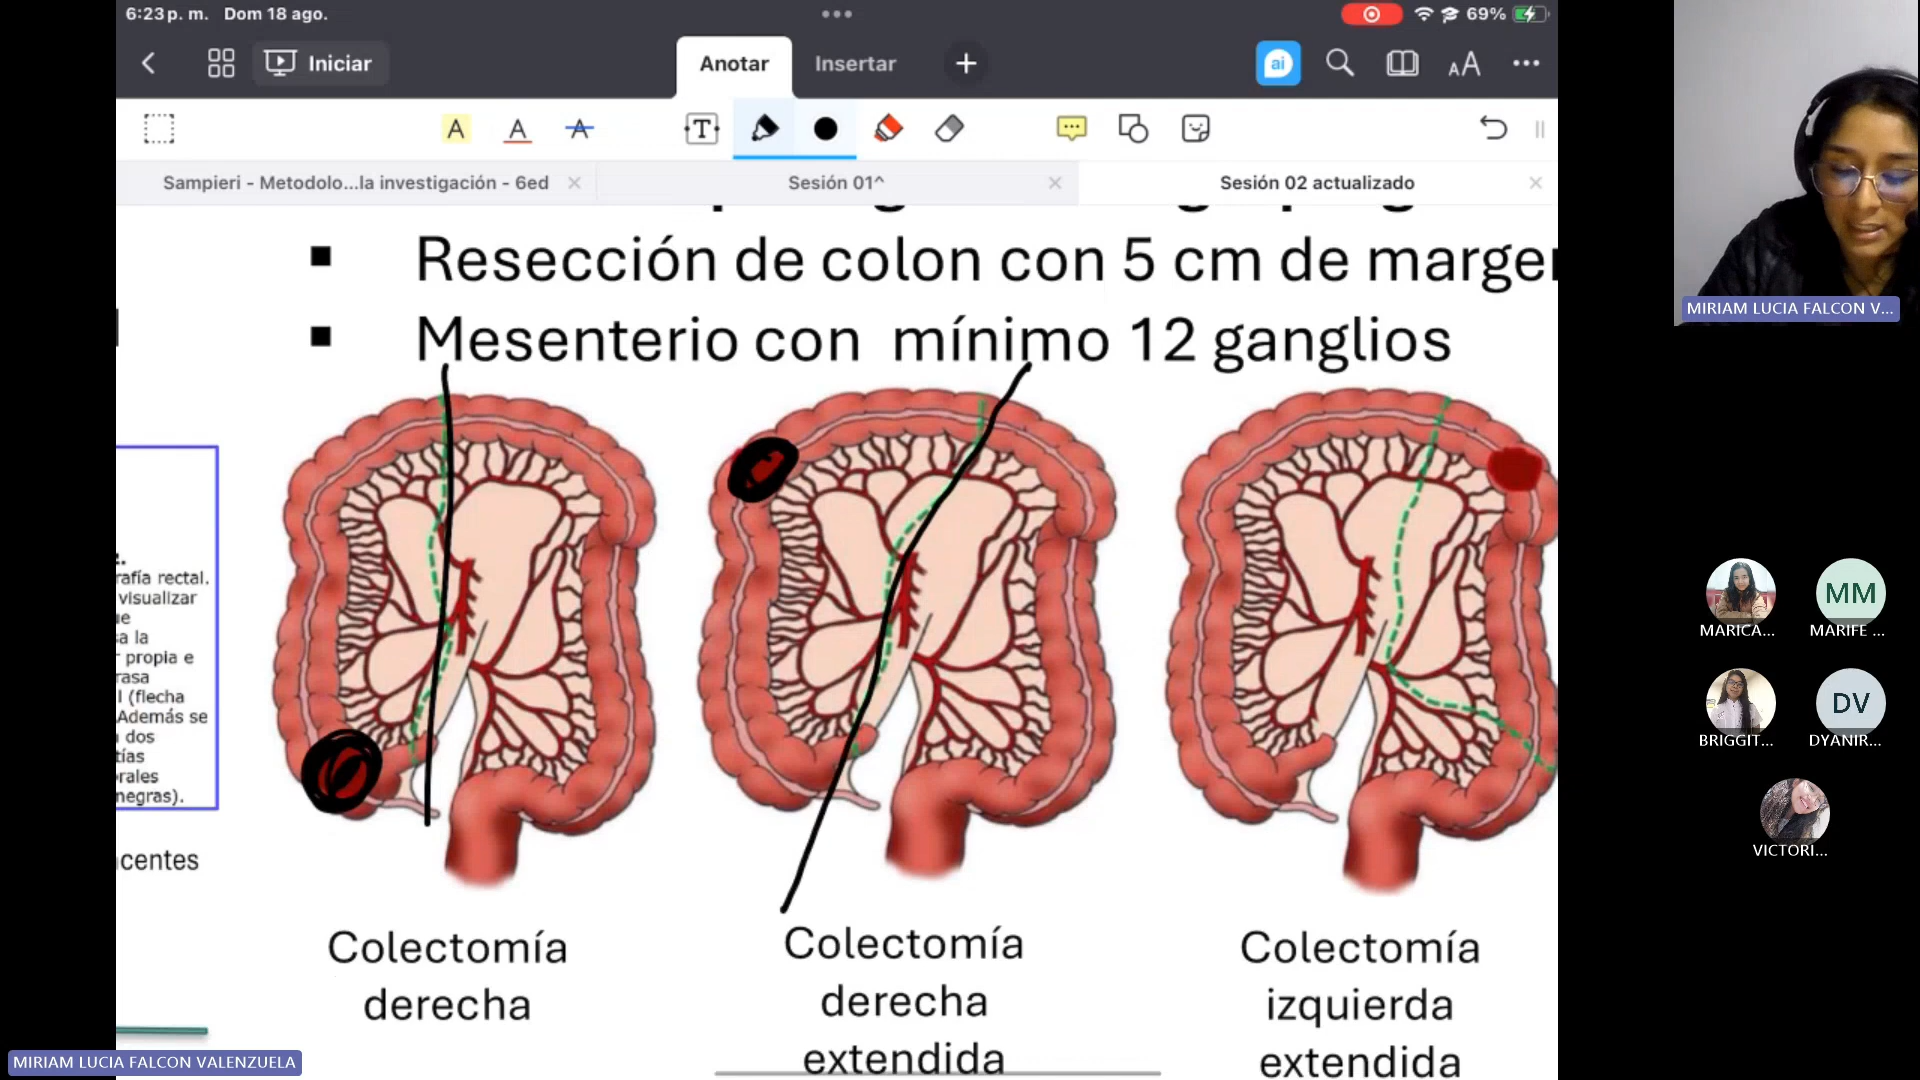 6:23 p. m. Dom 18 ago.
69%
Iniciar
Anotar
Insertar
ai
AA
A A A
T
Sampieri - Metodolo...la investigación - 6ed
Sesión 01^
Sesión 02 actualizado
Resección de colon con 5 cm de marge
Mesenterio con mínimo 12 ganglios
rafía rectal.
visualizar
a la
propia e
rasa
l (flecha
Además se
dos
tías
orales
negras).
centes
Colectomía
derecha
Colectomía
derecha
extendida
Colectomía
izquierda
extendida
MIRIAM LUCIA FALCON VALENZUELA
MIRIAM LUCIA FALCON V...
MARICA...
MM
MARIFE ...
BRIGGIT...
DV
DYANIR...
VICTORI...